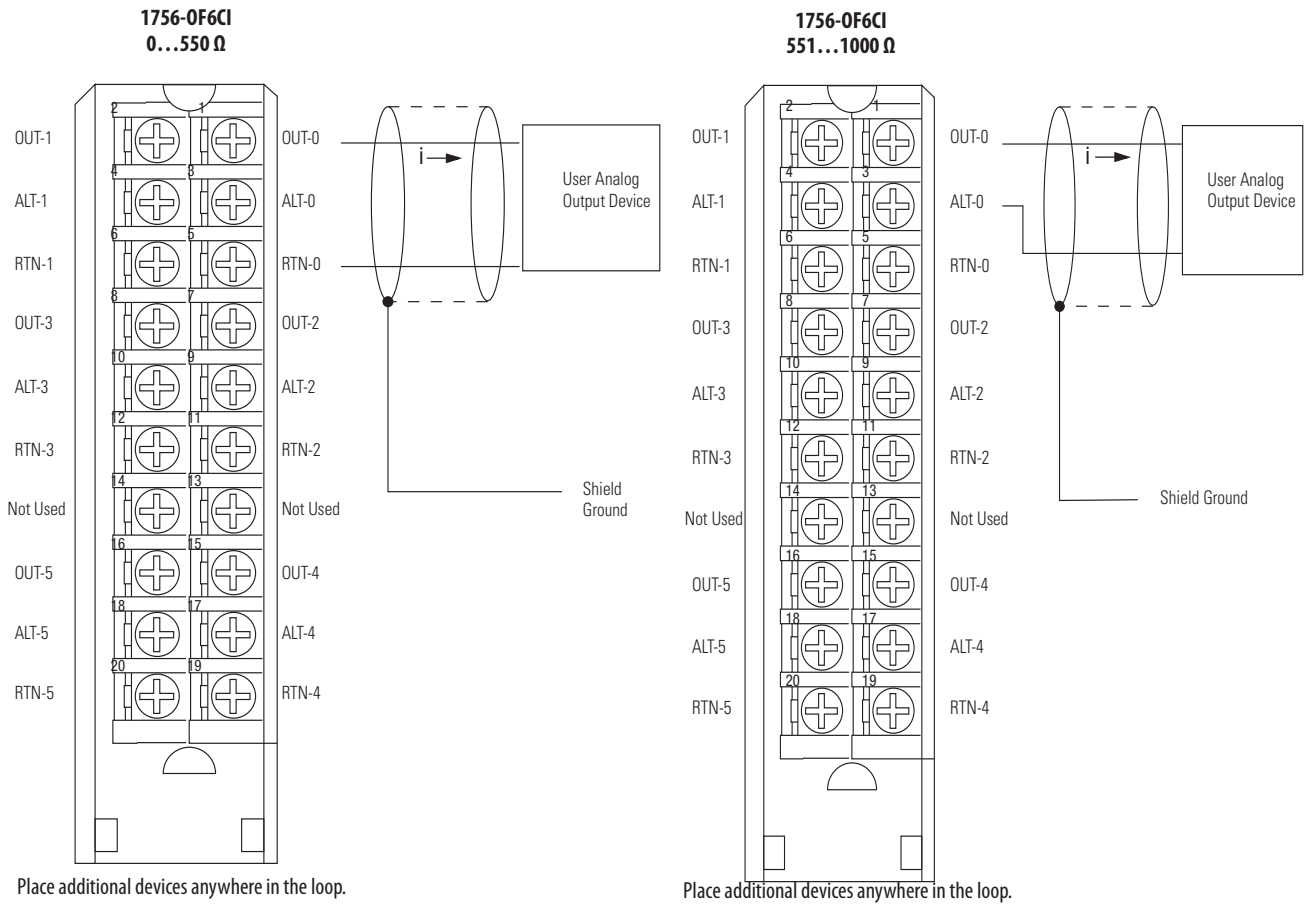 1756-OF6CI
0...550 Ω
2 1
OUT-1 OUT-0
i
User Analog
Output Device
4 3
ALT-1 ALT-0
6 5
RTN-1 RTN-0
8 7
OUT-3 OUT-2
10 9
ALT-3 ALT-2
12 11
RTN-3 RTN-2
14 13
Not Used Not Used
Shield
Ground
16 15
OUT-5 OUT-4
18 17
ALT-5 ALT-4
20 19
RTN-5 RTN-4
Place additional devices anywhere in the loop.
1756-OF6CI
551...1000 Ω
2 1
OUT-1 OUT-0
i
User Analog
Output Device
4 3
ALT-1 ALT-0
6 5
RTN-1 RTN-0
8 7
OUT-3 OUT-2
10 9
ALT-3 ALT-2
12 11
RTN-3 RTN-2
14 13
Not Used Not Used
Shield Ground
16 15
OUT-5 OUT-4
18 17
ALT-5 ALT-4
20 19
RTN-5 RTN-4
Place additional devices anywhere in the loop.